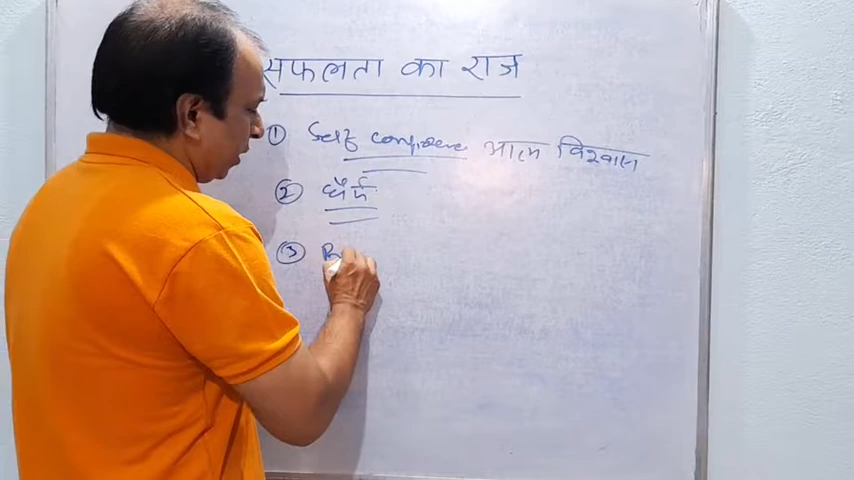 सफलता का राज
① Self confidence आत्म विश्वास
② धैर्य
③ B